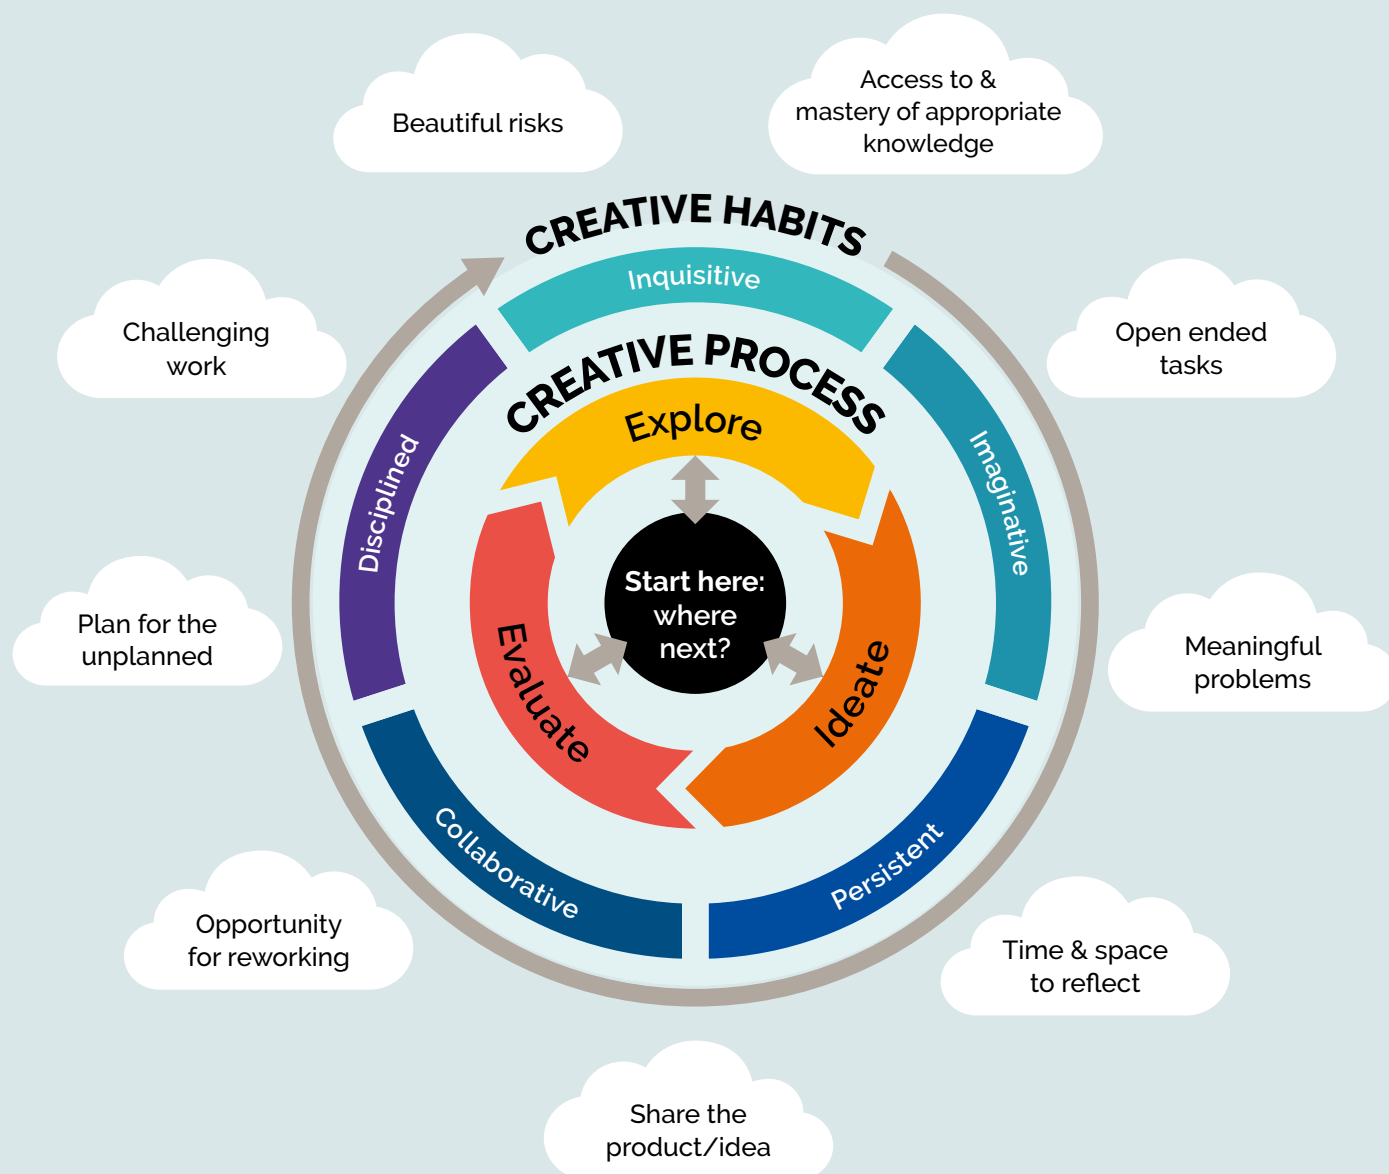 Beautiful risks
Access to &
mastery of appropriate
knowledge
CREATIVE HABITS
Inquisitive
Challenging
work
Open ended
tasks
CREATIVE PROCESS
Explore
Disciplined
Imaginative
Start here:
where
next?
Evaluate
Ideate
Plan for the
unplanned
Meaningful
problems
Collaborative
Persistent
Opportunity
for reworking
Time & space
to reflect
Share the
product/idea